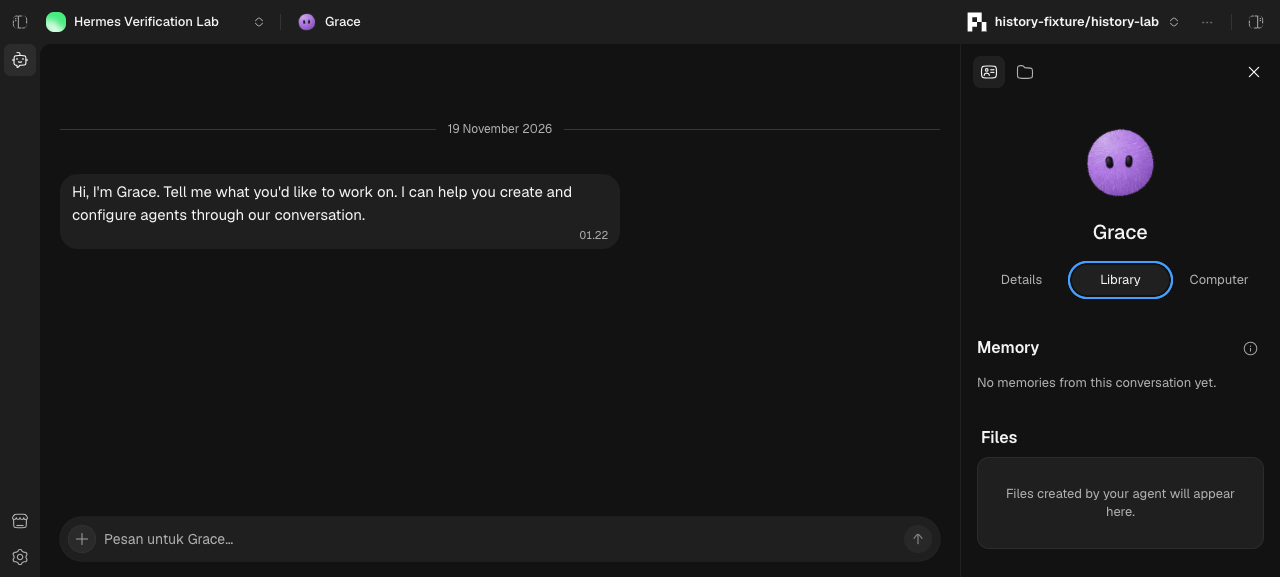 Hermes Verification Lab
Grace
history-fixture/history-lab
19 November 2026
Hi, I'm Grace. Tell me what you'd like to work on. I can help you create and
configure agents through our conversation.
01.22
Pesan untuk Grace...
Grace
Details
Library
Computer
Memory
No memories from this conversation yet.
Files
Files created by your agent will appear
here.